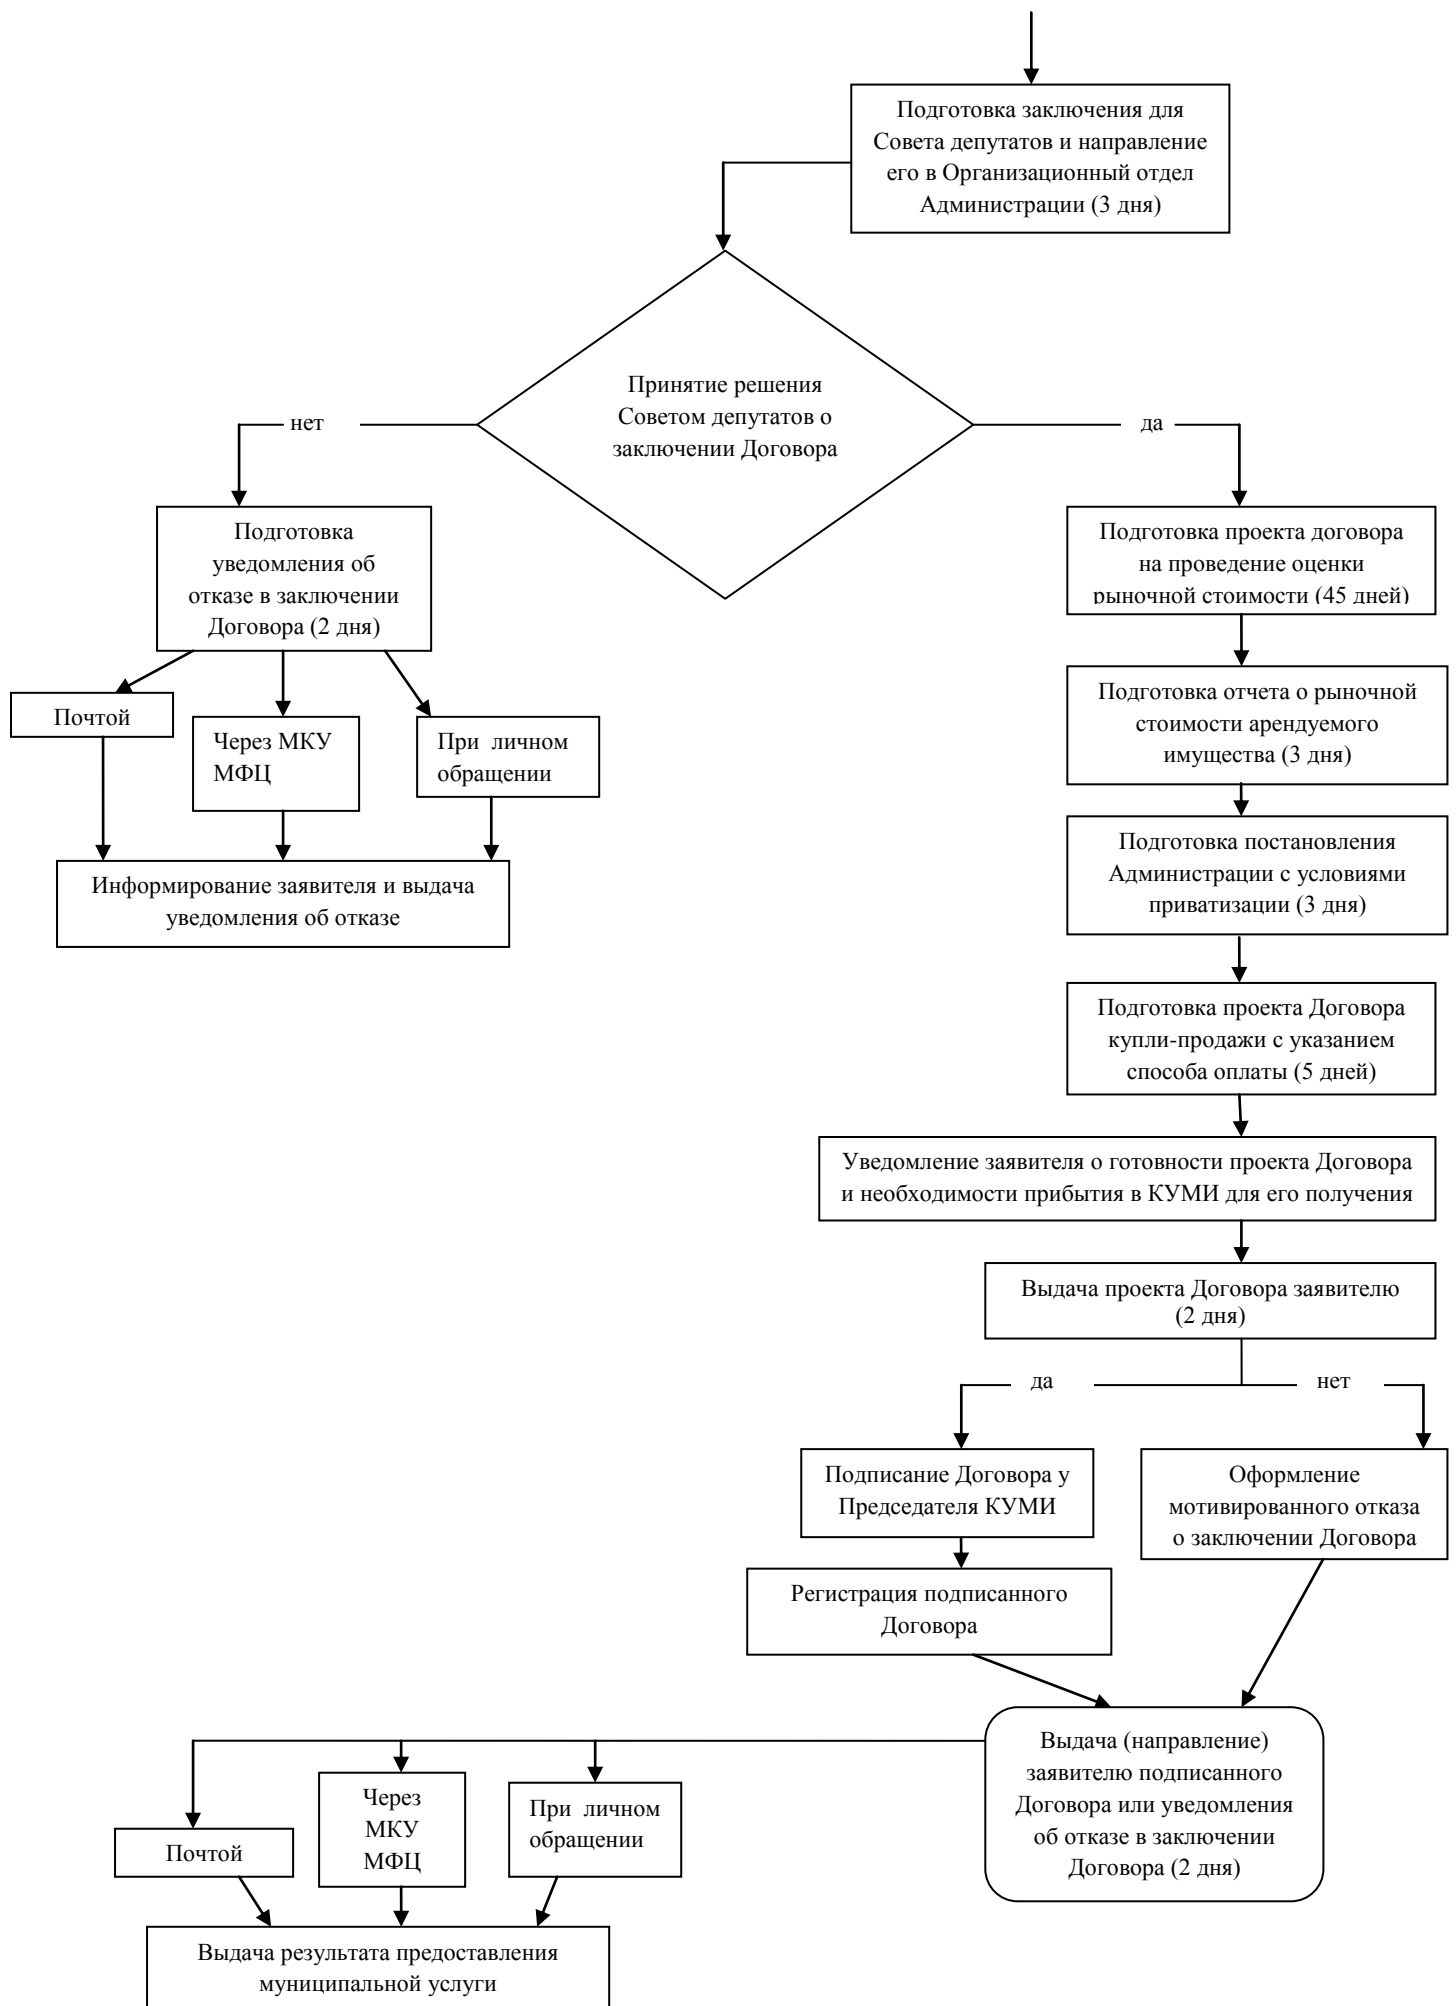 Подготовка заключения для
Совета депутатов и направление
его в Организационный отдел
Администрации (3 дня)
Принятие решения
Советом депутатов о
заключении Договора
нет
да
Подготовка
уведомления об
отказе в заключении
Договора (2 дня)
Подготовка проекта договора
на проведение оценки
рыночной стоимости (45 дней)
Почтой
Через МКУ
МФЦ
При личном
обращении
Информирование заявителя и выдача
уведомления об отказе
Подготовка отчета о рыночной
стоимости арендуемого
имущества (3 дня)
Подготовка постановления
Администрации с условиями
приватизации (3 дня)
Подготовка проекта Договора
купли-продажи с указанием
способа оплаты (5 дней)
Уведомление заявителя о готовности проекта Договора
и необходимости прибытия в КУМИ для его получения
Выдача проекта Договора заявителю
(2 дня)
да
нет
Подписание Договора у
Председателя КУМИ
Оформление
мотивированного отказа
о заключении Договора
Регистрация подписанного
Договора
Выдача (направление)
заявителю подписанного
Договора или уведомления
об отказе в заключении
Договора (2 дня)
Почтой
Через
МКУ
МФЦ
При личном
обращении
Выдача результата предоставления
муниципальной услуги